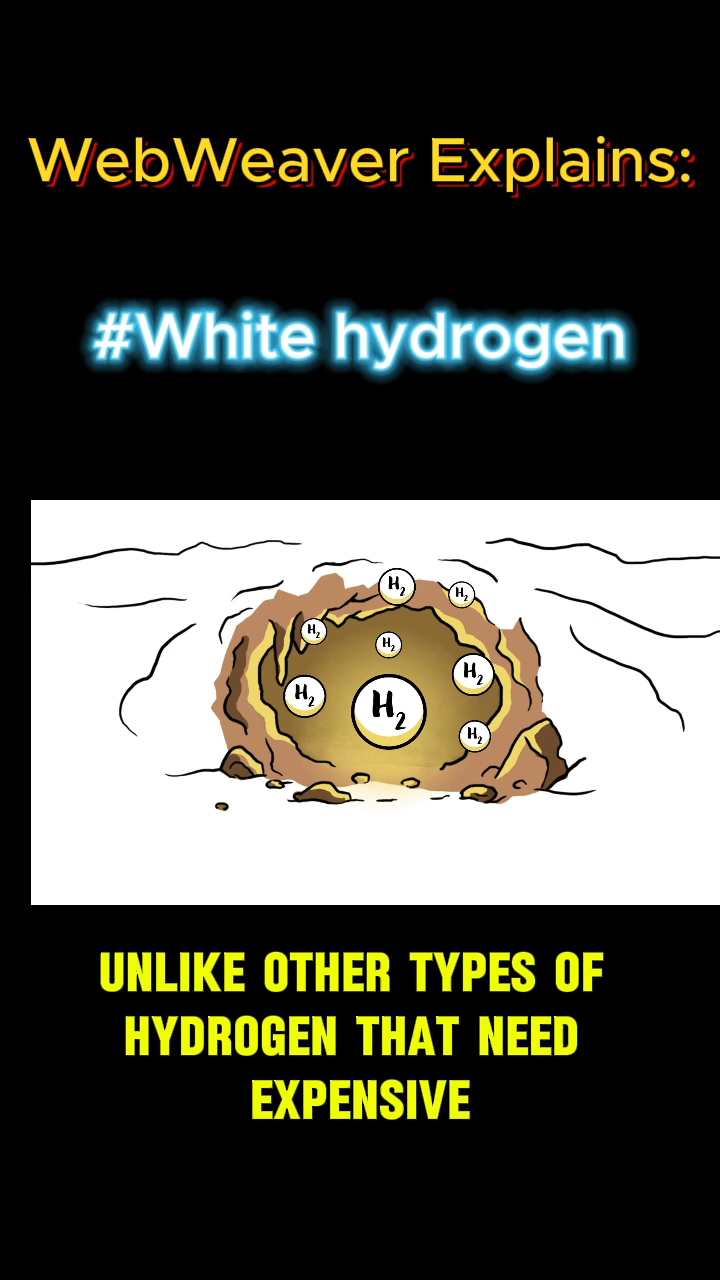 WebWeaver Explains:
#White hydrogen
H2
H2
H2
H2
H2
H2
H2
H2
UNLIKE OTHER TYPES OF
HYDROGEN THAT NEED
EXPENSIVE